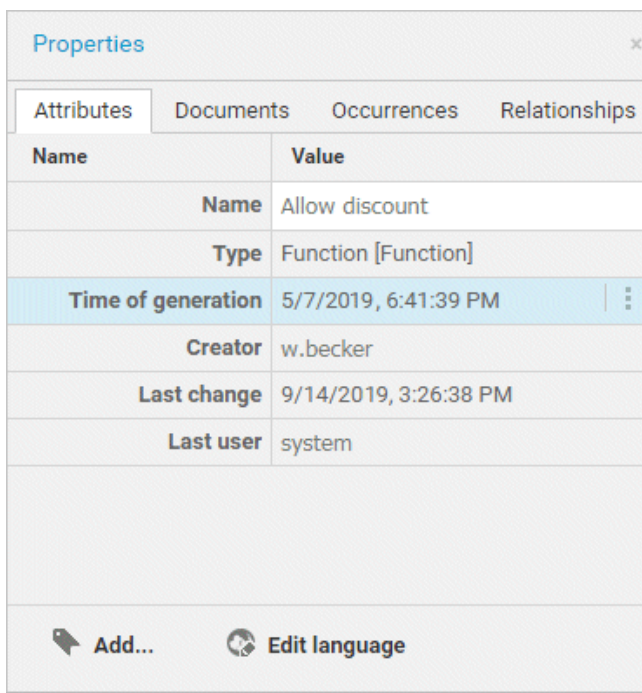 Properties
Attributes Documents Occurrences Relationships
Name Value
Name Allow discount
Type Function [Function]
Time of generation 5/7/2019, 6:41:39 PM
Creator w.becker
Last change 9/14/2019, 3:26:38 PM
Last user system
Add... Edit language